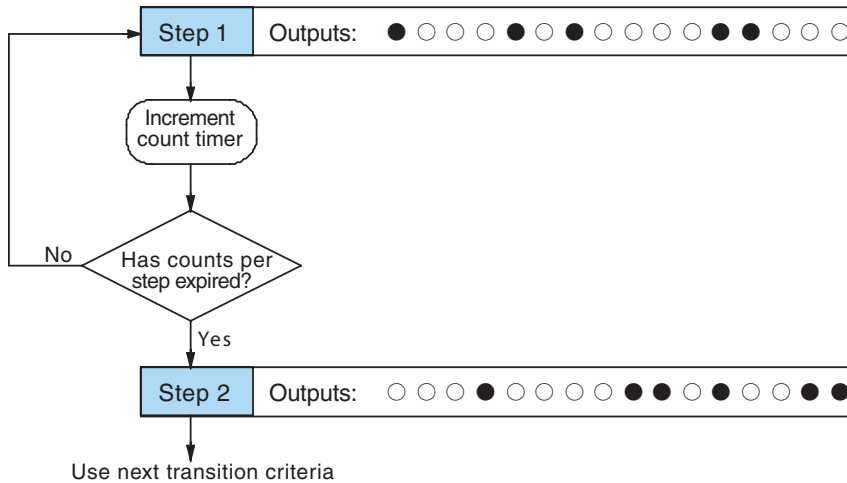 Step 1 Outputs:
Increment
count timer
No
Has counts per
step expired?
Yes
Step 2 Outputs:
Use next transition criteria